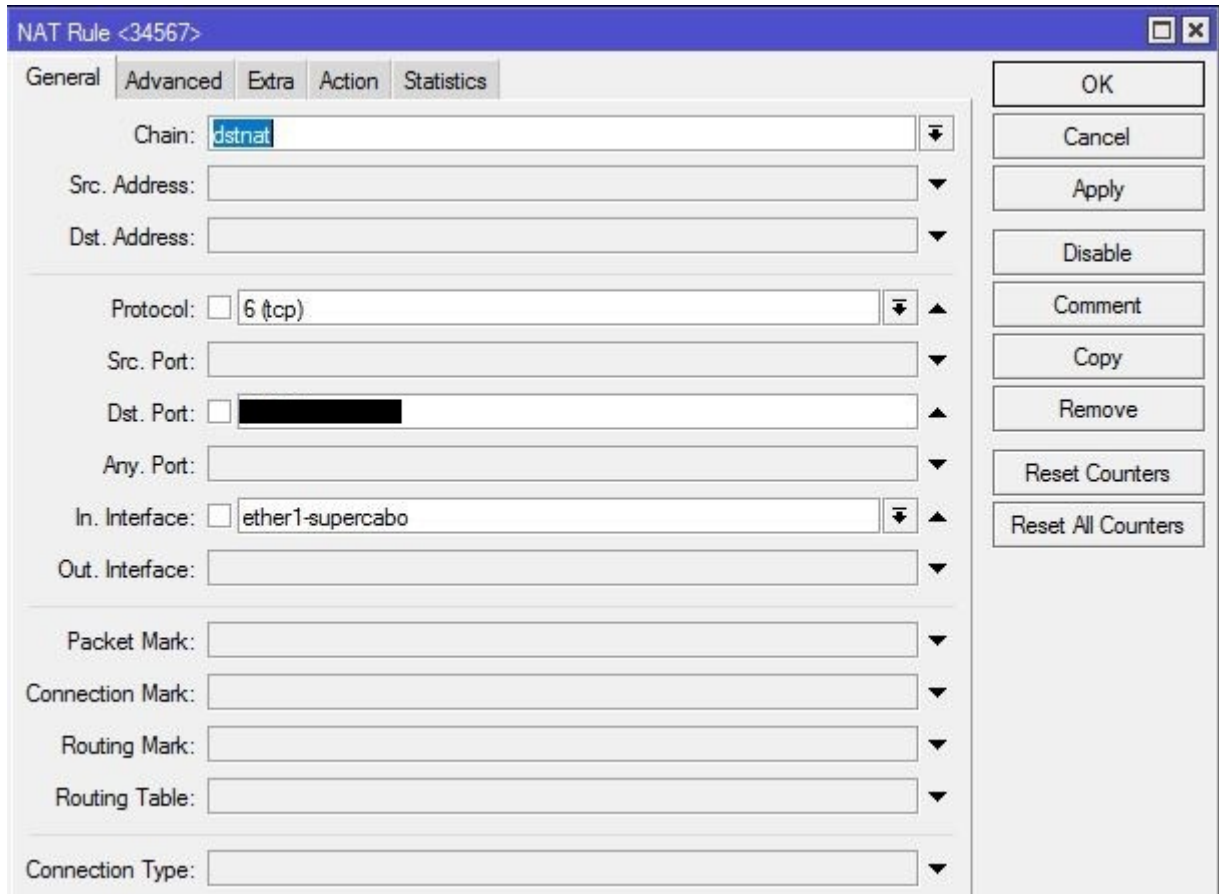 NAT Rule <34567>
General Advanced Extra Action Statistics
Chain: dstnat
Src. Address:
Dst. Address:
Protocol: 6 (tcp)
Src. Port:
Dst. Port:
Any. Port:
In. Interface: ether1-supercabo
Out. Interface:
Packet Mark:
Connection Mark:
Routing Mark:
Routing Table:
Connection Type:
OK
Cancel
Apply
Disable
Comment
Copy
Remove
Reset Counters
Reset All Counters